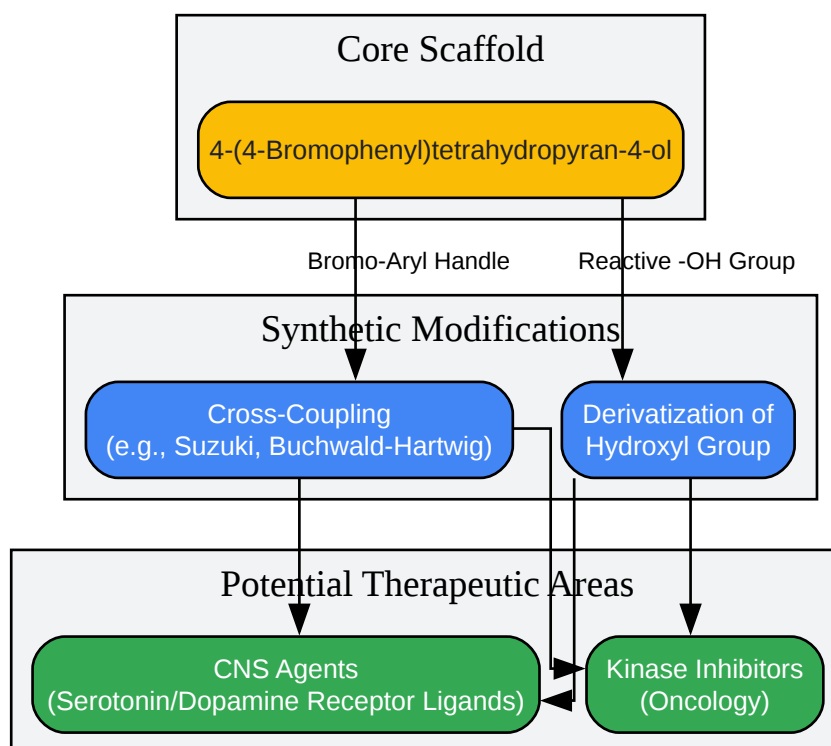 Core Scaffold
4-(4-Bromophenyl)tetrahydropyran-4-ol
Bromo-Aryl Handle
Reactive -OH Group
Synthetic Modifications
Cross-Coupling
(e.g., Suzuki, Buchwald-Hartwig)
Derivatization of
Hydroxyl Group
Potential Therapeutic Areas
CNS Agents
(Serotonin/Dopamine Receptor Ligands)
Kinase Inhibitors
(Oncology)